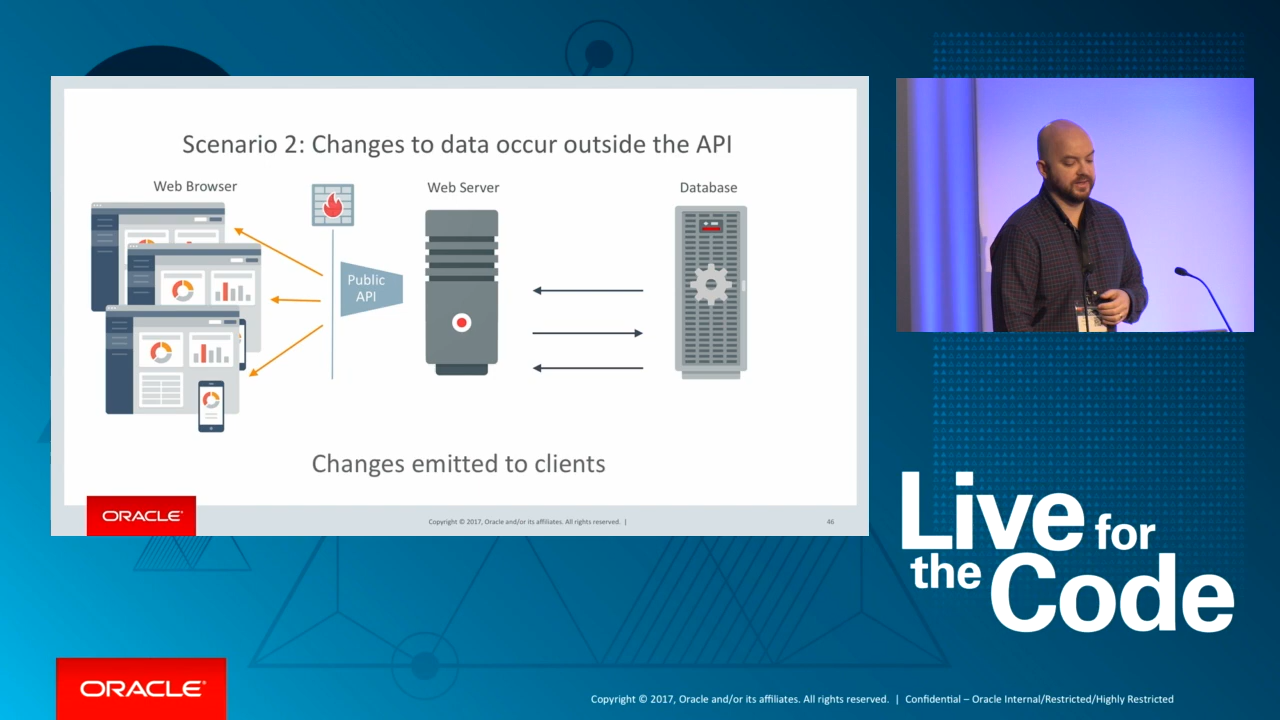 Scenario 2: Changes to data occur outside the API
Web Browser
Web Server
Database
Public
API
Changes emitted to clients
ORACLE®
Copyright © 2017, Oracle and/or its affiliates. All rights reserved. |
46
Live for
the Code
ORACLE®
Copyright © 2017, Oracle and/or its affiliates. All rights reserved. | Confidential – Oracle Internal/Restricted/Highly Restricted